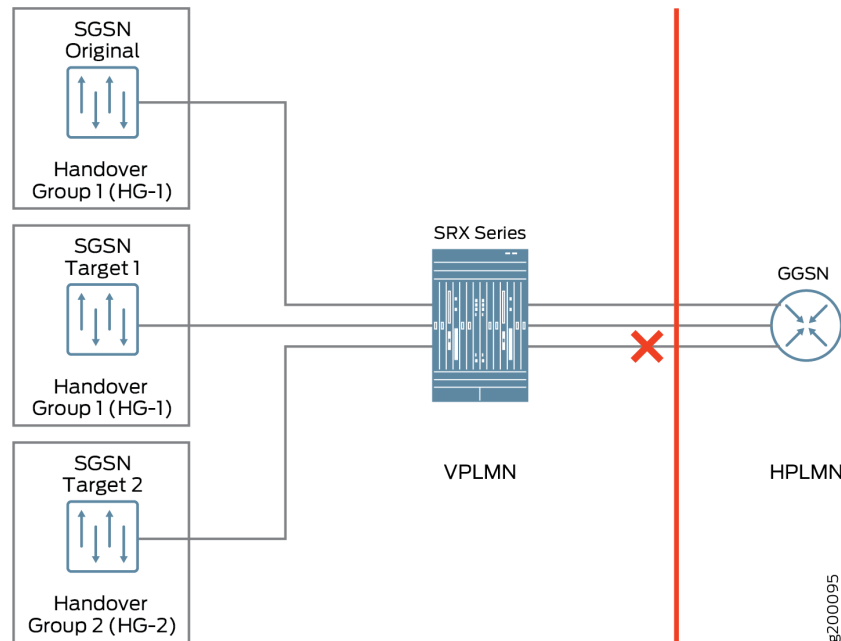 SGSN
Original
Handover
Group 1 (HG-1)
SGSN
Target 1
Handover
Group 1 (HG-1)
SGSN
Target 2
Handover
Group 2 (HG-2)
SRX Series
VPLMN
GGSN
HPLMN
g200095